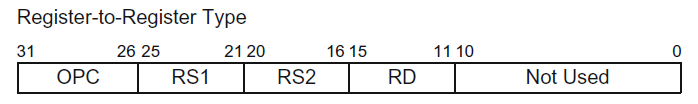 Register-to-Register Type
31 26 25 21 20 16 15 11 10 0
OPC RS1 RS2 RD Not Used